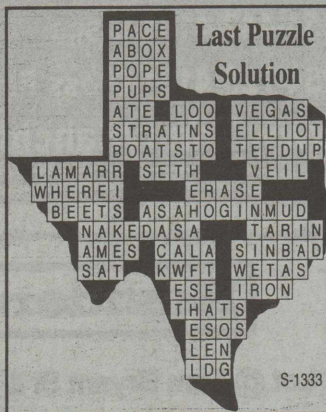 Last Puzzle
Solution
PACE
ABOX
POPE
PUPS
ATE LOO VEGAS
STRAINS ELLIOT
BOATSTO TEEDUP
LAMARR SETH VEIL
WHEREI ERASE
BEETS ASAHOGINMUD
NAKEDASA TARIN
AMES CALA SINBAD
SAT KWFT WETAS
ESE IRON
THATS
ESOS
LEN
LDG
S-1333